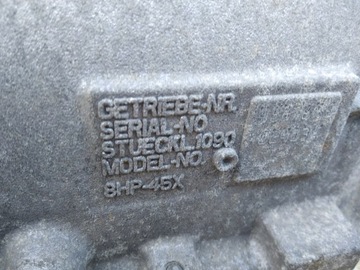 GETRIEBE-NR.
SERIAL-NO
STUECKL.1090
MODEL-NO.
8HP-45X